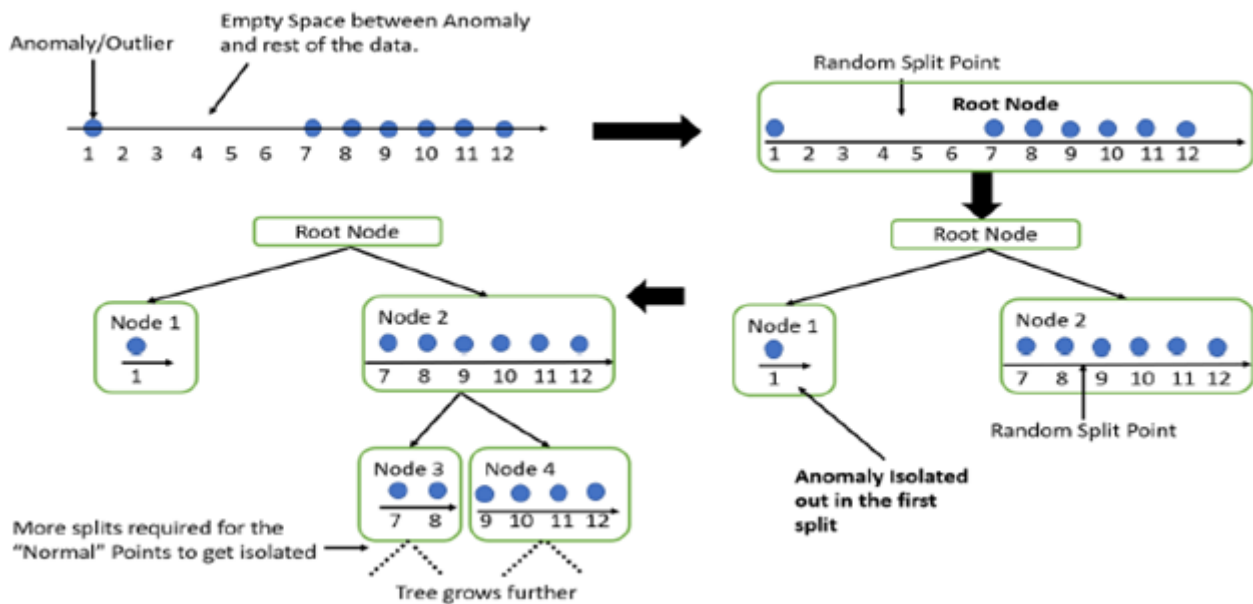 Anomaly/Outlier
Empty Space between Anomaly
and rest of the data.
1 2 3 4 5 6 7 8 9 10 11 12
Random Split Point
Root Node
1 2 3 4 5 6 7 8 9 10 11 12
Root Node
Node 1
1
Node 2
7 8 9 10 11 12
Random Split Point
Anomaly Isolated
out in the first
split
Root Node
Node 1
1
Node 2
7 8 9 10 11 12
Node 3
7 8
Node 4
9 10 11 12
More splits required for the
“Normal” Points to get isolated
Tree grows further